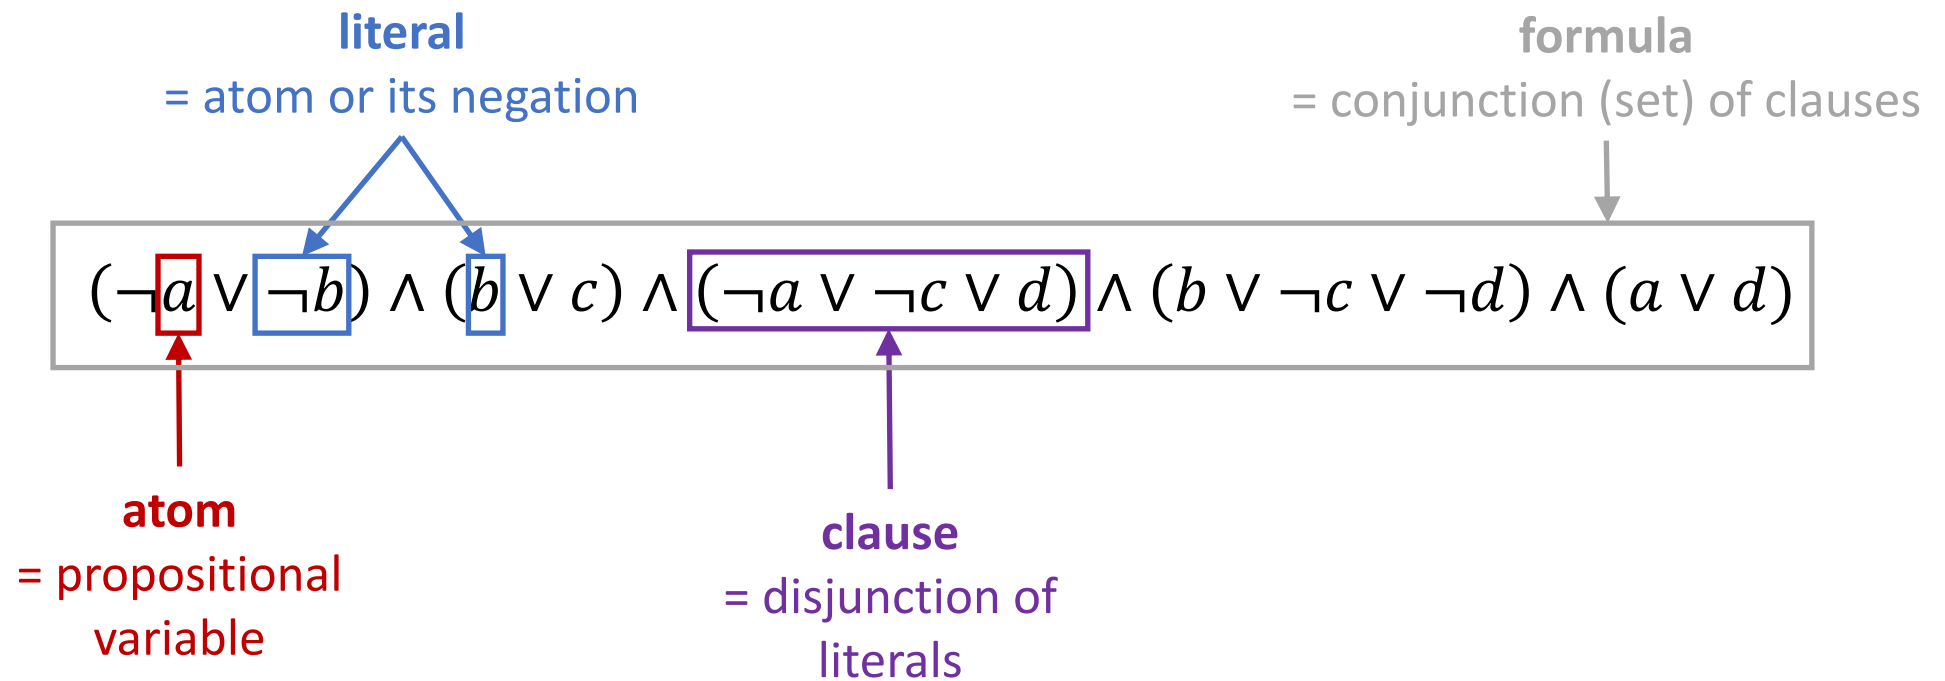 literal
= atom or its negation
formula
= conjunction (set) of clauses
(¬a ∨ ¬b) ∧ (b ∨ c) ∧ (¬a ∨ ¬c ∨ d) ∧ (b ∨ ¬c ∨ ¬d) ∧ (a ∨ d)
atom
= propositional
variable
clause
= disjunction of
literals